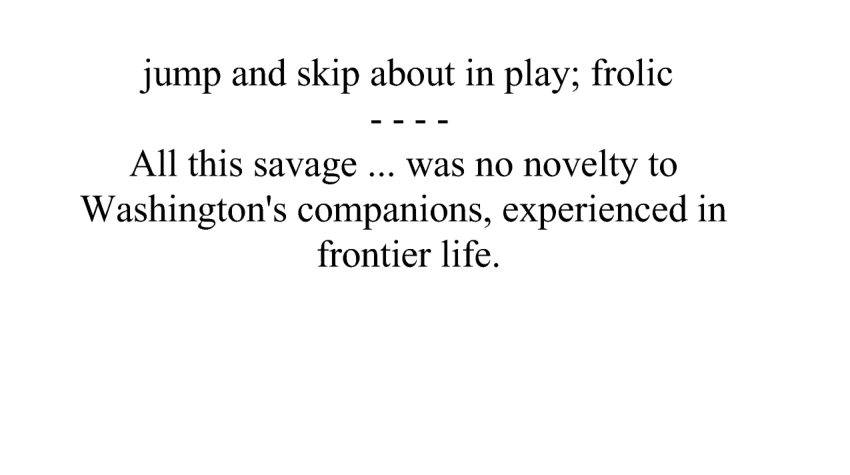 jump and skip about in play; frolic
- - - -
All this savage ... was no novelty to
Washington's companions, experienced in
frontier life.